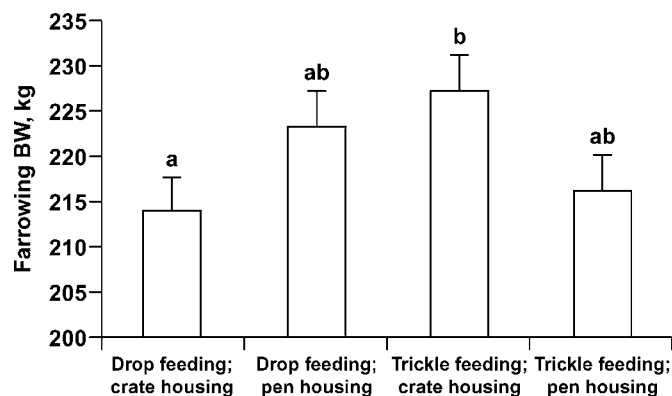 Farrowing BW, kg
235
230
225
220
215
210
205
200
a
ab
b
ab
Drop feeding;
crate housing
Drop feeding;
pen housing
Trickle feeding;
crate housing
Trickle feeding;
pen housing